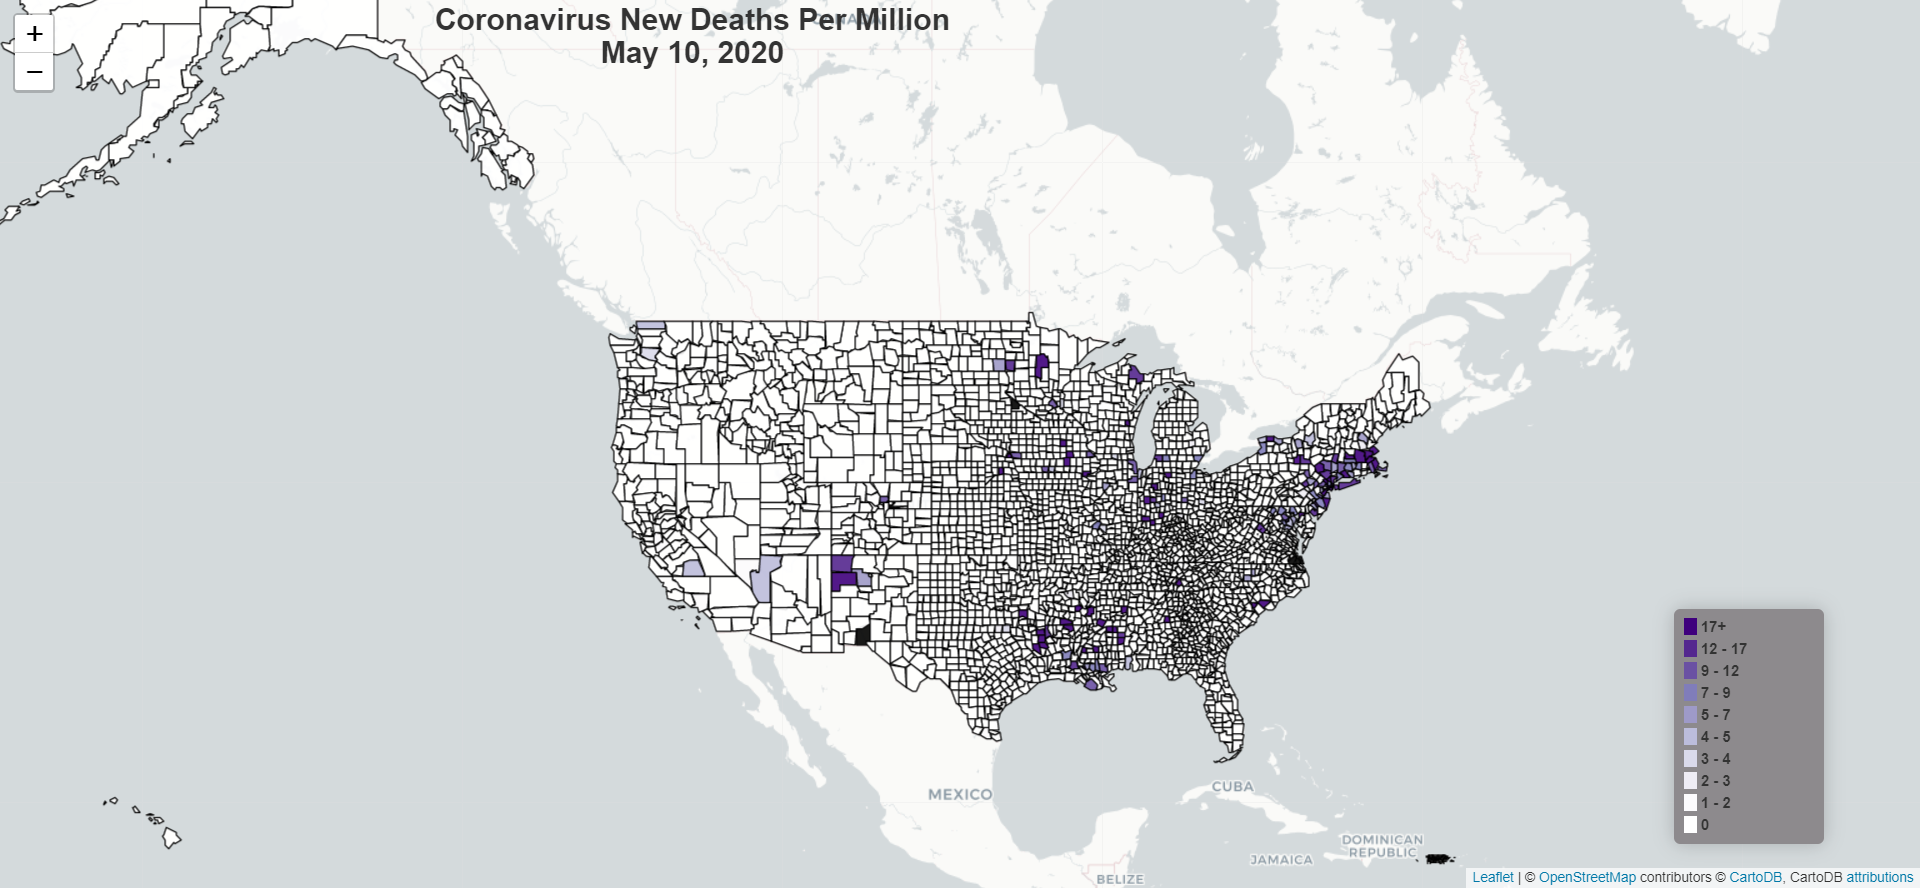 +
−
Coronavirus New Deaths Per Million
May 10, 2020
CANADA
MEXICO
CUBA
DOMINICAN
REPUBLIC
JAMAICA
BELIZE
17+
12 - 17
9 - 12
7 - 9
5 - 7
4 - 5
3 - 4
2 - 3
1 - 2
0
Leaflet | © OpenStreetMap contributors © CartoDB, CartoDB attributions